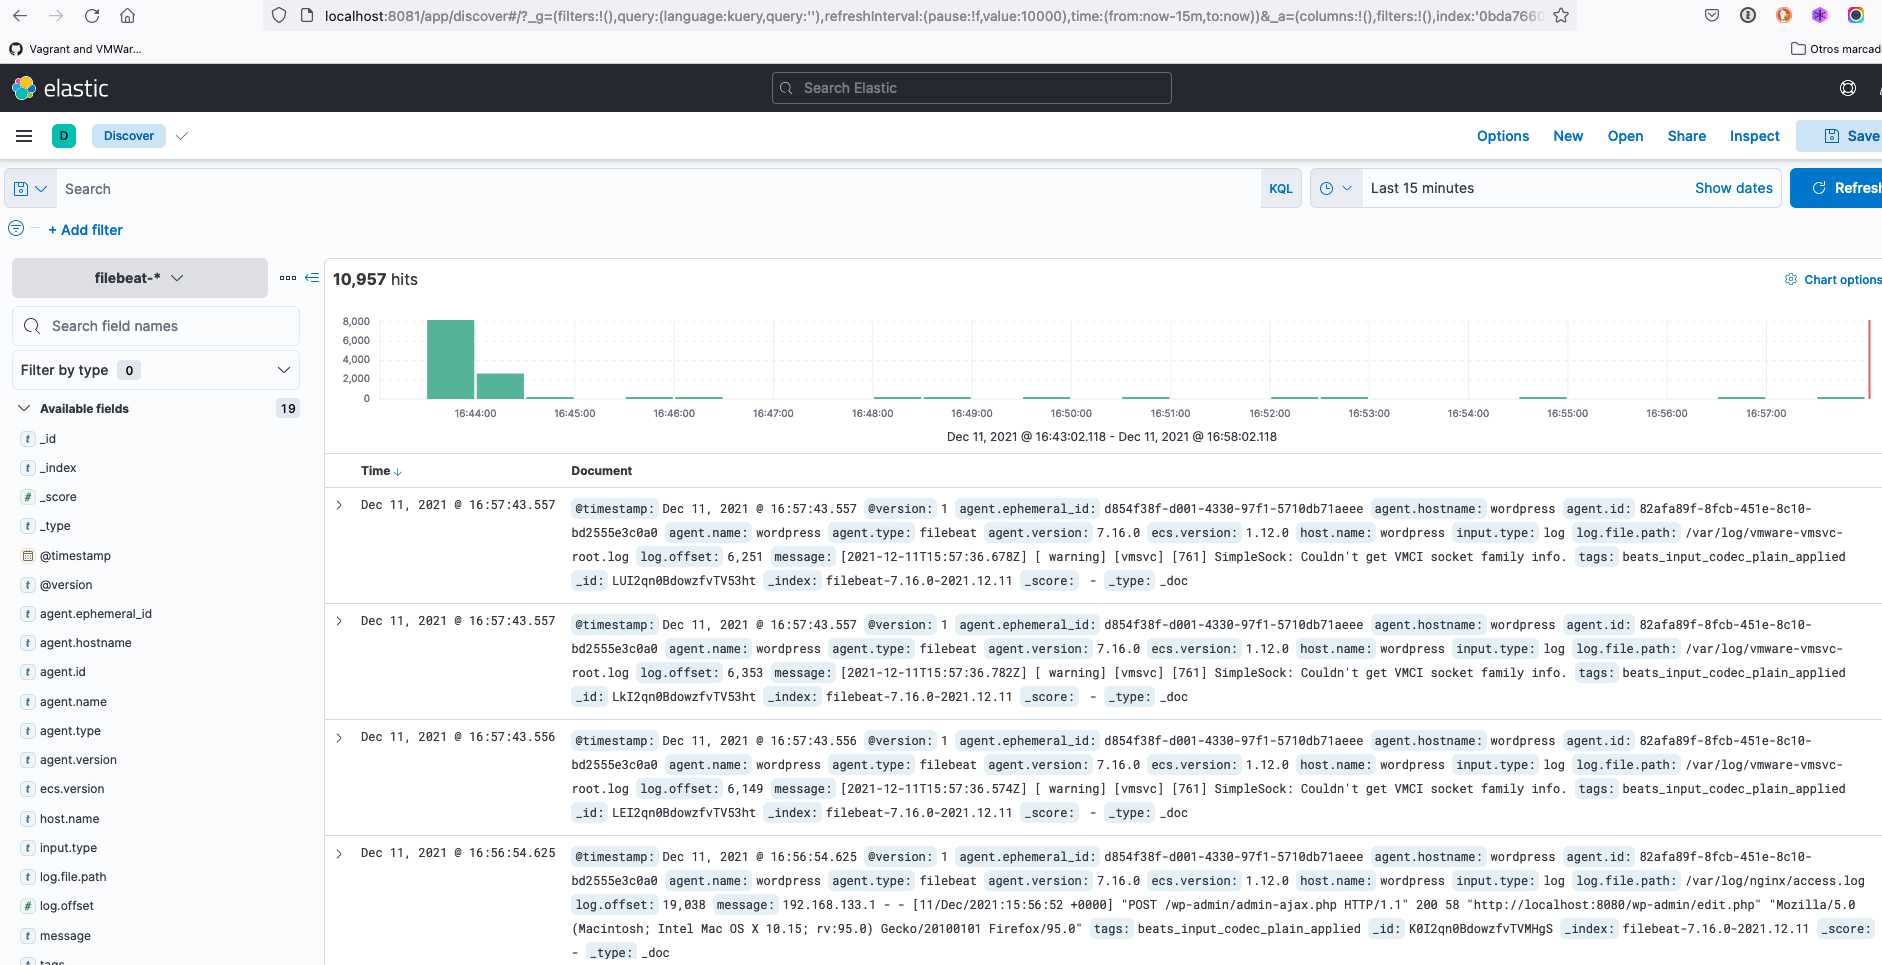 localhost:8081/app/discover#/?_g=(filters:!(),query:(language:kuery,query:''),refreshInterval:(pause:!f,value:10000),time:(from:now-15m,to:now))&_a=(columns:!(),filters:!(),index:'0bda7660
Vagrant and VMWar...
Otros marcad
elastic
Search Elastic
D
Discover
Options
New
Open
Share
Inspect
Save
Search
KQL
Last 15 minutes
Show dates
Refresh
+ Add filter
filebeat-*
10,957 hits
Chart options
Search field names
Filter by type 0
Available fields 19
t _id
t _index
# _score
t _type
@timestamp
t @version
t agent.ephemeral_id
t agent.hostname
t agent.id
t agent.name
t agent.type
t agent.version
t ecs.version
t host.name
t input.type
t log.file.path
# log.offset
t message
tags
8,000
6,000
4,000
2,000
0
16:44:00 16:45:00 16:46:00 16:47:00 16:48:00 16:49:00 16:50:00 16:51:00 16:52:00 16:53:00 16:54:00 16:55:00 16:56:00 16:57:00
Dec 11, 2021 @ 16:43:02.118 - Dec 11, 2021 @ 16:58:02.118
Time Document
Dec 11, 2021 @ 16:57:43.557
@timestamp: Dec 11, 2021 @ 16:57:43.557 @version: 1 agent.ephemeral_id: d854f38f-d001-4330-97f1-5710db71aeee agent.hostname: wordpress agent.id: 82afa89f-8fcb-451e-8c10-
bd2555e3c0a0 agent.name: wordpress agent.type: filebeat agent.version: 7.16.0 ecs.version: 1.12.0 host.name: wordpress input.type: log log.file.path: /var/log/vmware-vmsvc-
root.log log.offset: 6,251 message: [2021-12-11T15:57:36.678Z] [ warning] [vmsvc] [761] SimpleSock: Couldn't get VMCI socket family info. tags: beats_input_codec_plain_applied
_id: LUI2qn0BdowzfvTV53ht _index: filebeat-7.16.0-2021.12.11 _score: - _type: _doc
Dec 11, 2021 @ 16:57:43.557
@timestamp: Dec 11, 2021 @ 16:57:43.557 @version: 1 agent.ephemeral_id: d854f38f-d001-4330-97f1-5710db71aeee agent.hostname: wordpress agent.id: 82afa89f-8fcb-451e-8c10-
bd2555e3c0a0 agent.name: wordpress agent.type: filebeat agent.version: 7.16.0 ecs.version: 1.12.0 host.name: wordpress input.type: log log.file.path: /var/log/vmware-vmsvc-
root.log log.offset: 6,353 message: [2021-12-11T15:57:36.782Z] [ warning] [vmsvc] [761] SimpleSock: Couldn't get VMCI socket family info. tags: beats_input_codec_plain_applied
_id: LkI2qn0BdowzfvTV53ht _index: filebeat-7.16.0-2021.12.11 _score: - _type: _doc
Dec 11, 2021 @ 16:57:43.556
@timestamp: Dec 11, 2021 @ 16:57:43.556 @version: 1 agent.ephemeral_id: d854f38f-d001-4330-97f1-5710db71aeee agent.hostname: wordpress agent.id: 82afa89f-8fcb-451e-8c10-
bd2555e3c0a0 agent.name: wordpress agent.type: filebeat agent.version: 7.16.0 ecs.version: 1.12.0 host.name: wordpress input.type: log log.file.path: /var/log/vmware-vmsvc-
root.log log.offset: 6,149 message: [2021-12-11T15:57:36.574Z] [ warning] [vmsvc] [761] SimpleSock: Couldn't get VMCI socket family info. tags: beats_input_codec_plain_applied
_id: LEI2qn0BdowzfvTV53ht _index: filebeat-7.16.0-2021.12.11 _score: - _type: _doc
Dec 11, 2021 @ 16:56:54.625
@timestamp: Dec 11, 2021 @ 16:56:54.625 @version: 1 agent.ephemeral_id: d854f38f-d001-4330-97f1-5710db71aeee agent.hostname: wordpress agent.id: 82afa89f-8fcb-451e-8c10-
bd2555e3c0a0 agent.name: wordpress agent.type: filebeat agent.version: 7.16.0 ecs.version: 1.12.0 host.name: wordpress input.type: log log.file.path: /var/log/nginx/access.log
log.offset: 19,038 message: 192.168.133.1 - - [11/Dec/2021:15:56:52 +0000] "POST /wp-admin/admin-ajax.php HTTP/1.1" 200 58 "http://localhost:8080/wp-admin/edit.php" "Mozilla/5.0
(Macintosh; Intel Mac OS X 10.15; rv:95.0) Gecko/20100101 Firefox/95.0" tags: beats_input_codec_plain_applied _id: K0I2qn0BdowzfvTVMHgS _index: filebeat-7.16.0-2021.12.11 _score:
- _type: _doc